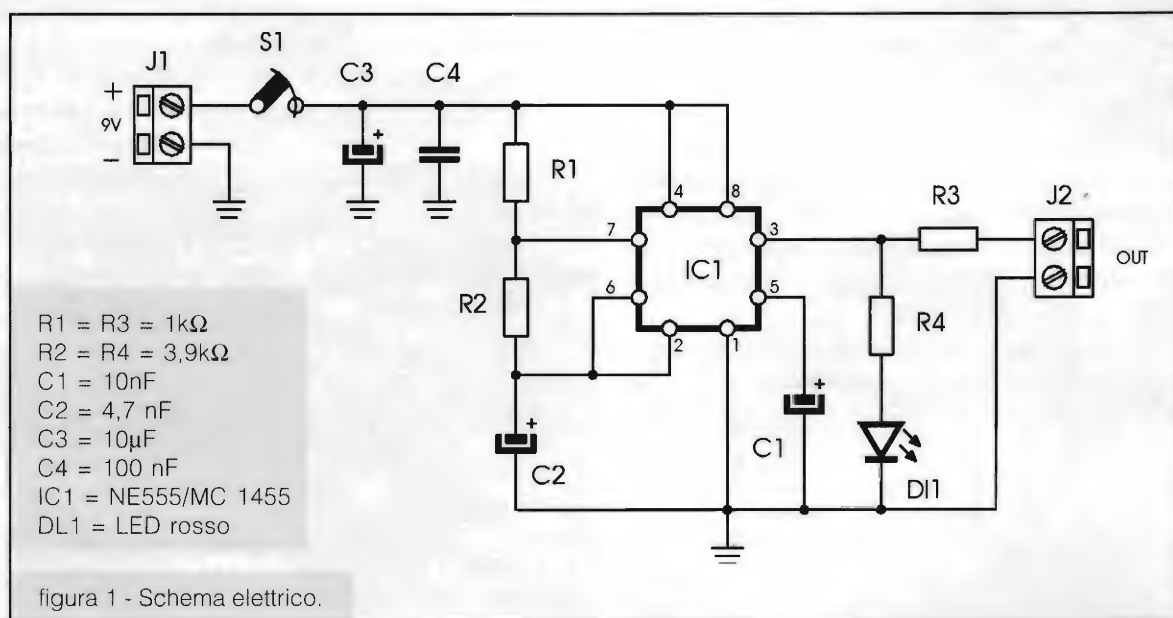 S1
J1
C3
C4
+
9V
−
+
R1
4
8
R3
J2
7
3
OUT
IC1
R2
6
5
R4
2
1
+
+
C2
C1
DI1
R1 = R3 = 1kΩ
R2 = R4 = 3,9kΩ
C1 = 10nF
C2 = 4,7 nF
C3 = 10µF
C4 = 100 nF
IC1 = NE555/MC 1455
DL1 = LED rosso
figura 1 - Schema elettrico.